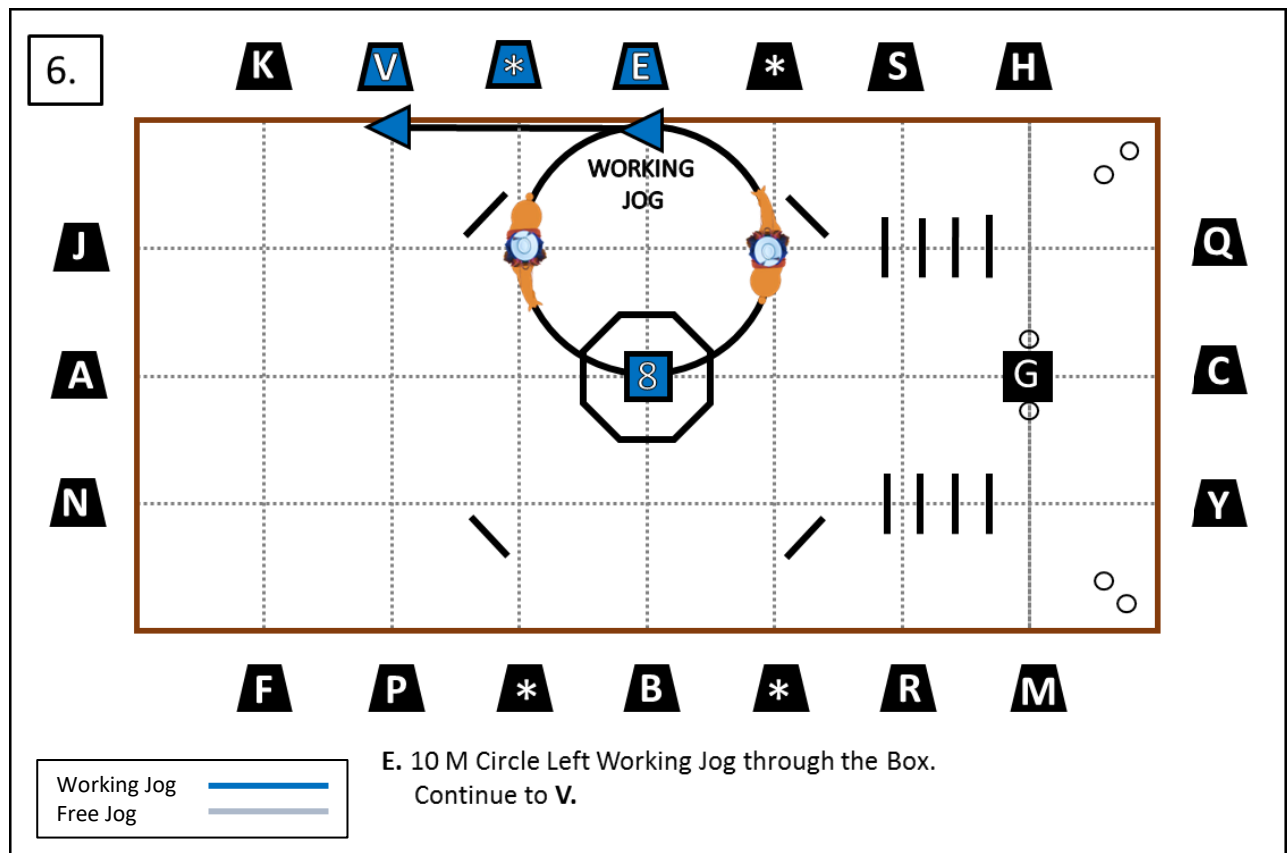 6.
K V * E * S H
WORKING
JOG
J Q
A 8 G C
N Y
F P * B * R M
Working Jog
Free Jog
E. 10 M Circle Left Working Jog through the Box.
Continue to V.